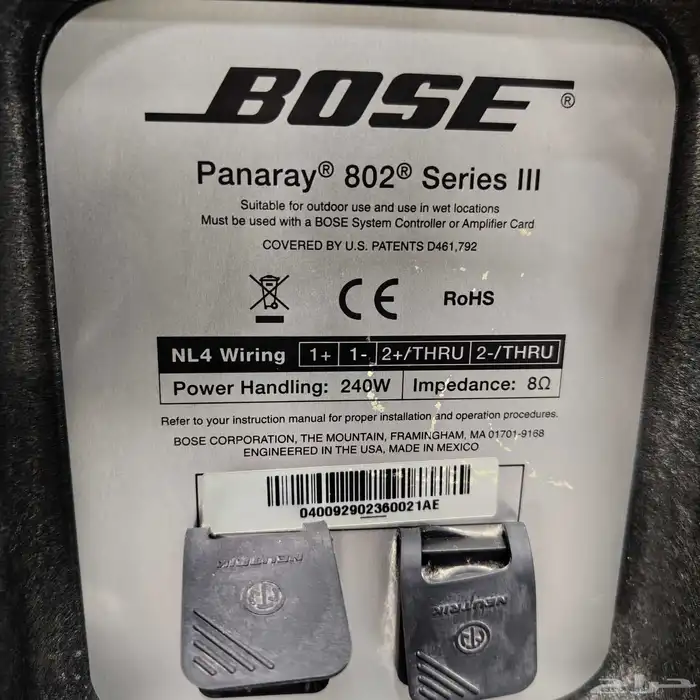 BOSE®
Panaray® 802® Series III
Suitable for outdoor use and use in wet locations
Must be used with a BOSE System Controller or Amplifier Card
COVERED BY U.S. PATENTS D461,792
CE RoHS
NL4 Wiring 1+ 1- 2+/THRU 2-/THRU
Power Handling: 240W Impedance: 8Ω
Refer to your instruction manual for proper installation and operation procedures.
BOSE CORPORATION, THE MOUNTAIN, FRAMINGHAM, MA 01701-9168
ENGINEERED IN THE USA, MADE IN MEXICO
040092902360021AE
NEUTRIK NEUTRIK
حراج